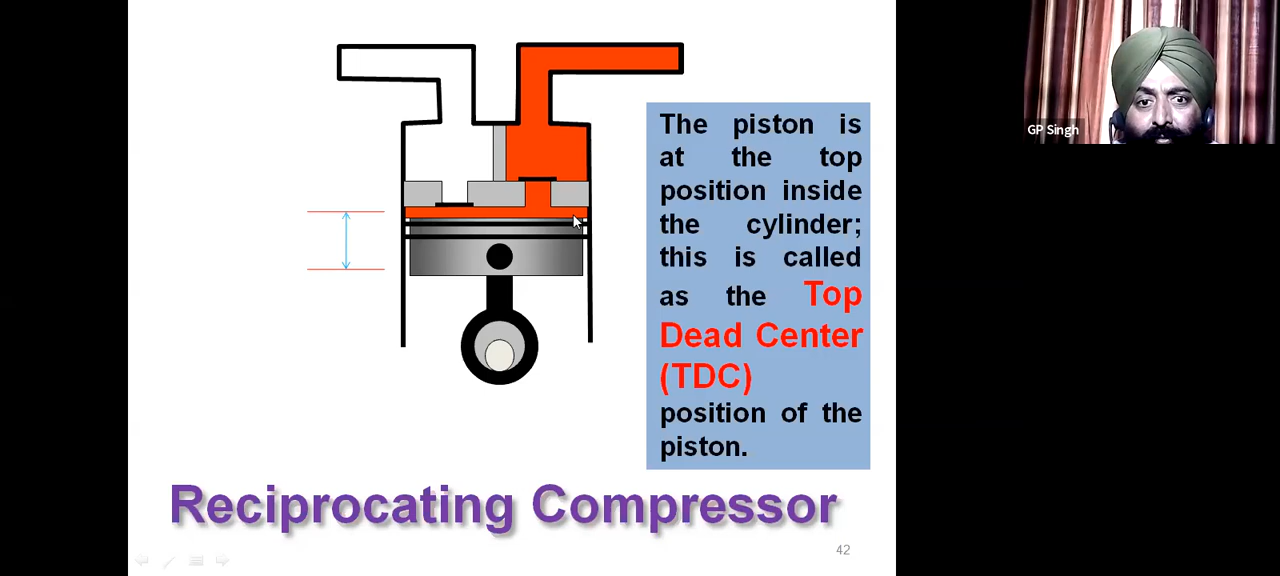 GP Singh
The piston is
at the top
position inside
the cylinder;
this is called
as the Top
Dead Center
(TDC)
position of the
piston.
Reciprocating Compressor
42